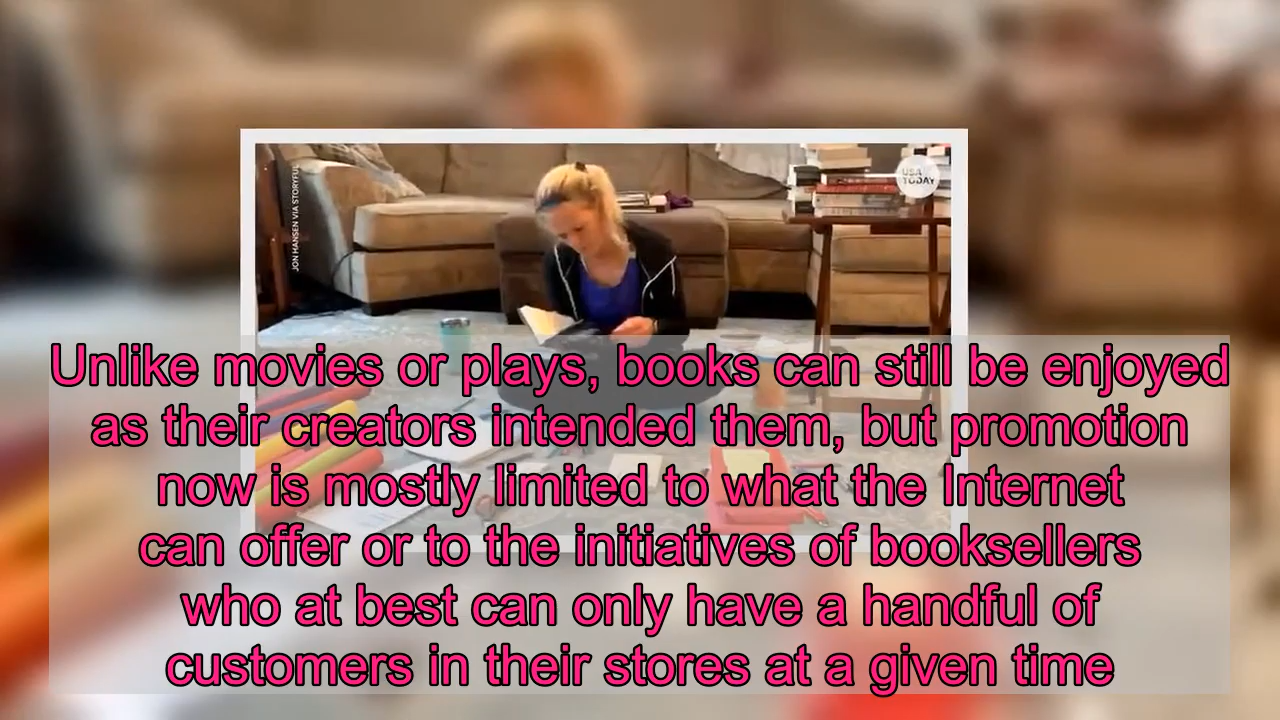 USA
TODAY
JON HANSEN VIA STORYFUL
Unlike movies or plays, books can still be enjoyed
as their creators intended them, but promotion
now is mostly limited to what the Internet
can offer or to the initiatives of booksellers
who at best can only have a handful of
customers in their stores at a given time